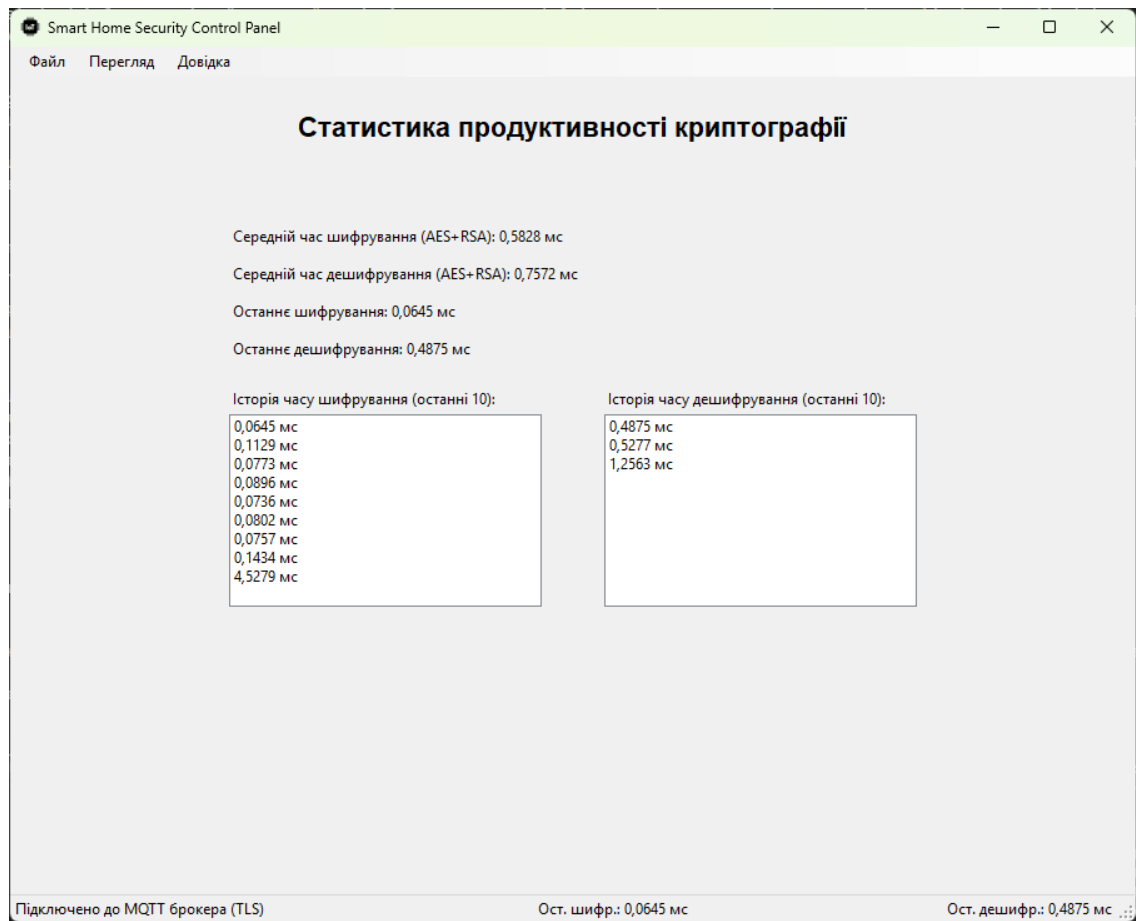 Smart Home Security Control Panel
Файл Перегляд Довідка
Статистика продуктивності криптографії
Середній час шифрування (AES+RSA): 0,5828 мс
Середній час дешифрування (AES+RSA): 0,7572 мс
Останнє шифрування: 0,0645 мс
Останнє дешифрування: 0,4875 мс
Історія часу шифрування (останні 10):
0,0645 мс
0,1129 мс
0,0773 мс
0,0896 мс
0,0736 мс
0,0802 мс
0,0757 мс
0,1434 мс
4,5279 мс
Історія часу дешифрування (останні 10):
0,4875 мс
0,5277 мс
1,2563 мс
Підключено до MQTT брокера (TLS) Ост. шифр.: 0,0645 мс Ост. дешифр.: 0,4875 мс